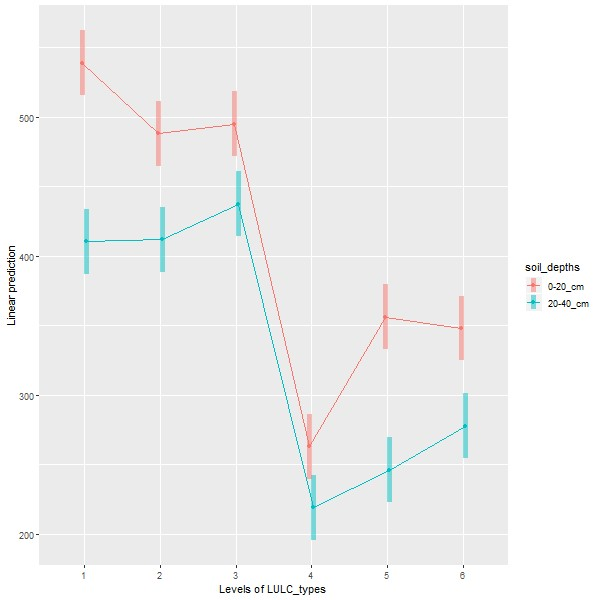 Linear prediction
500
400
300
200
1 2 3 4 5 6
Levels of LULC_types
soil_depths
0-20_cm
20-40_cm